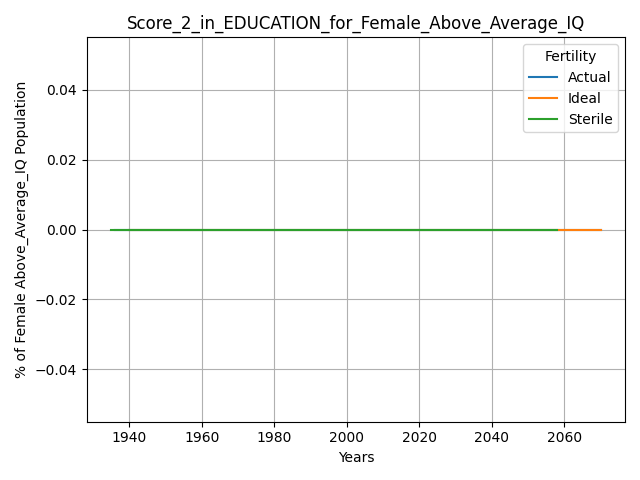 Score_2_in_EDUCATION_for_Female_Above_Average_IQ
Fertility
Actual
Ideal
Sterile
% of Female Above_Average_IQ Population
0.04
0.02
0.00
−0.02
−0.04
1940 1960 1980 2000 2020 2040 2060
Years